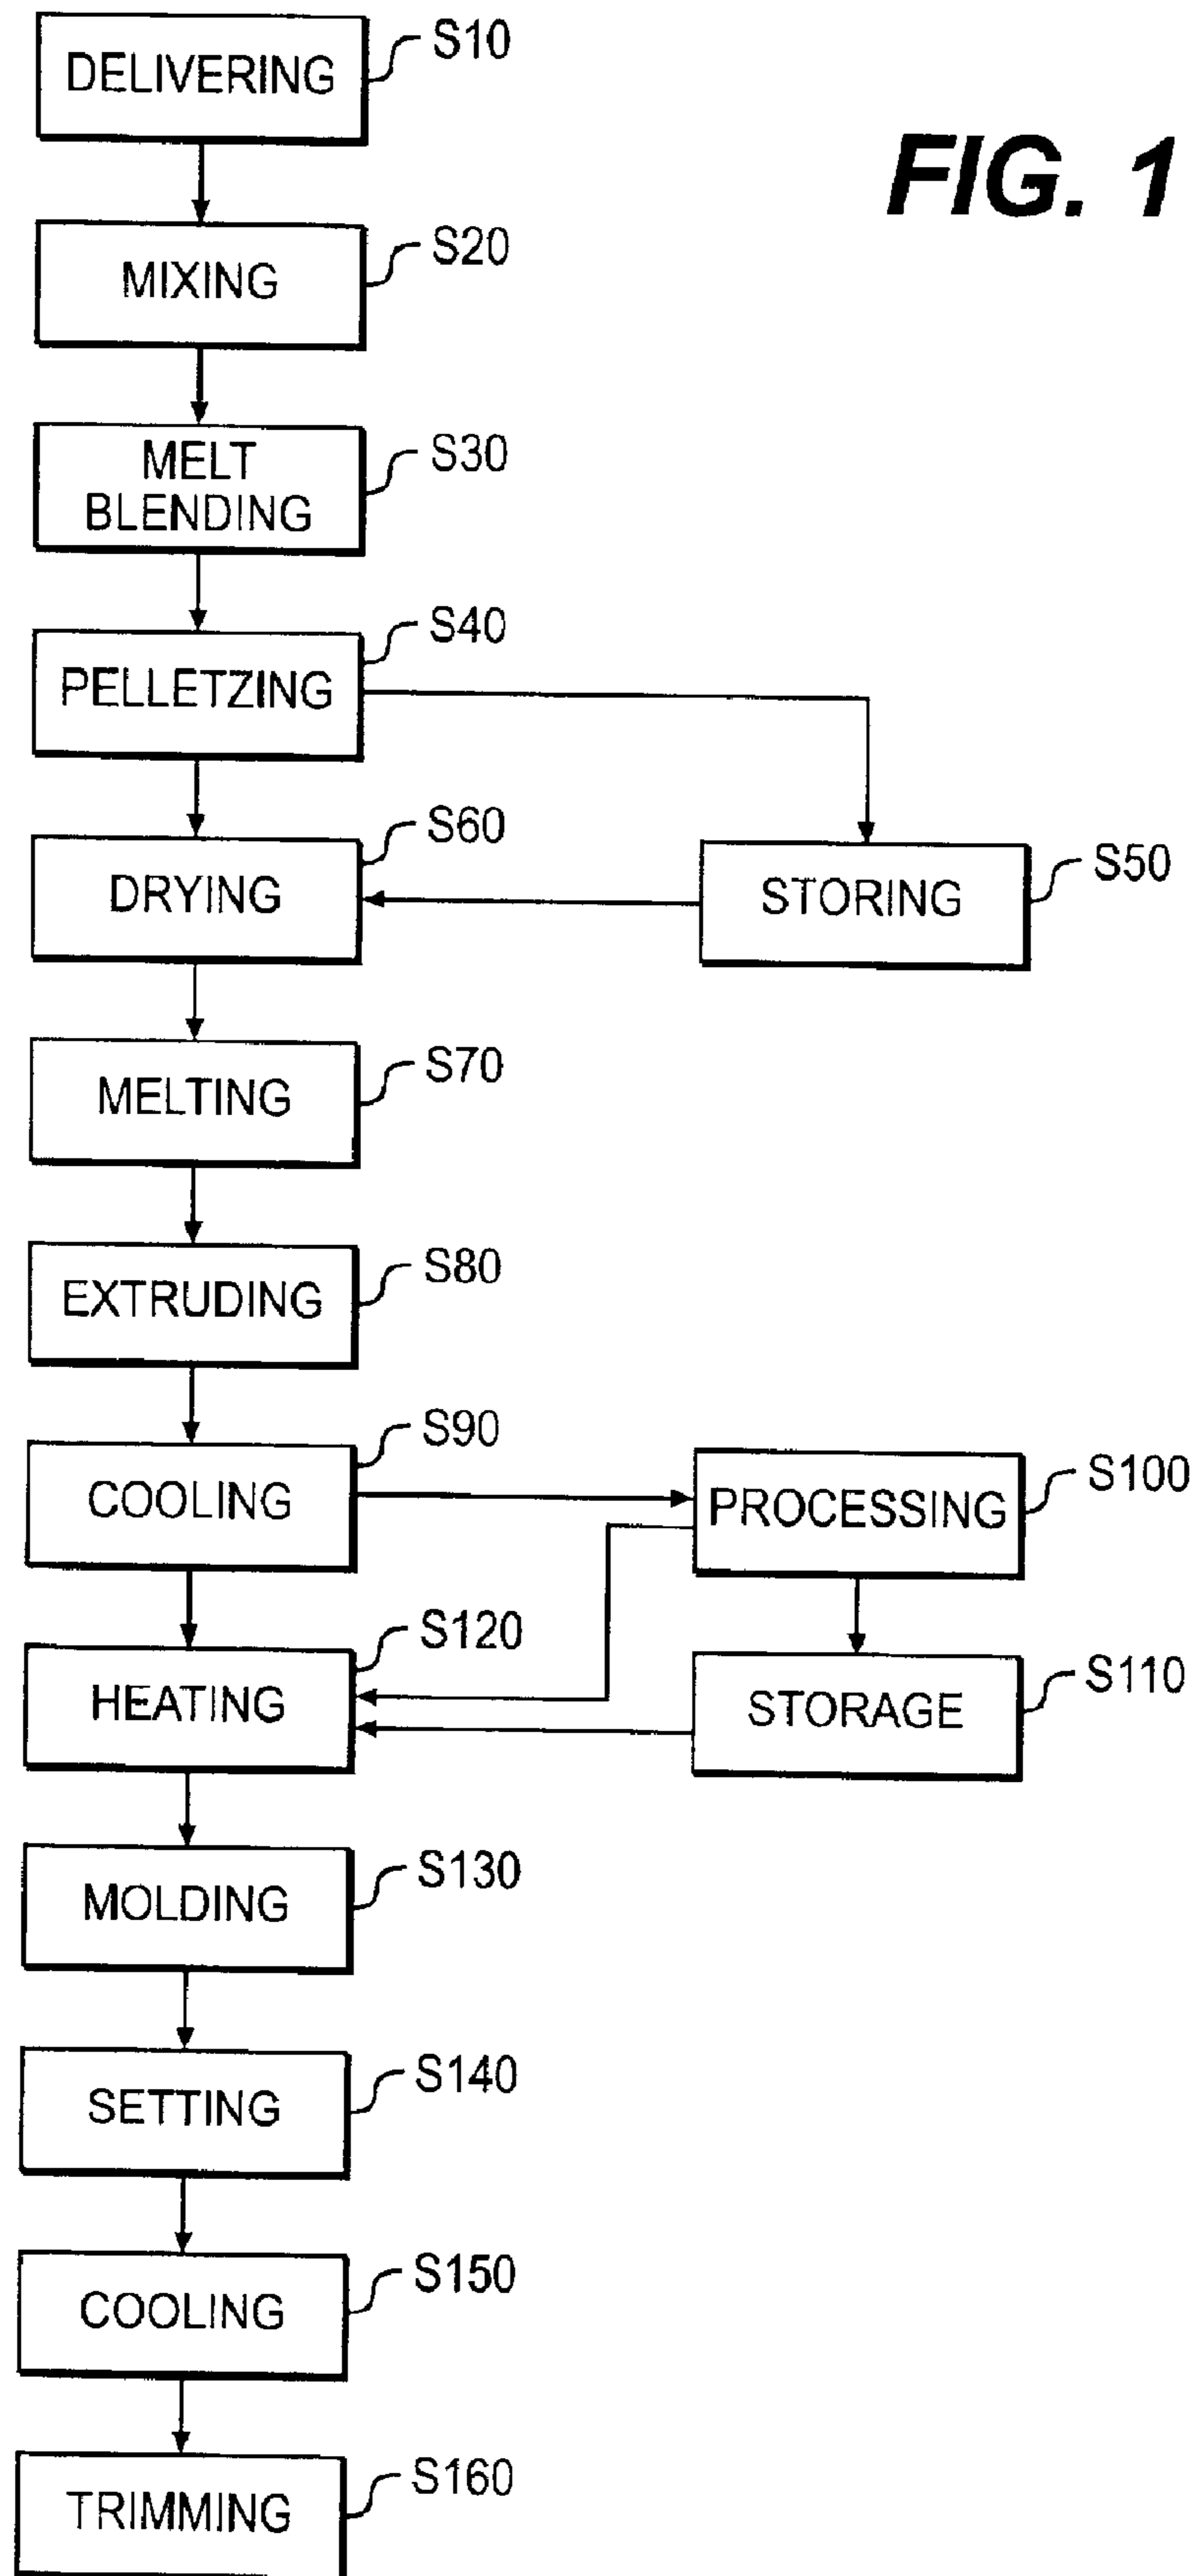 DELIVERING
S10
FIG. 1
MIXING
S20
MELT
BLENDING
S30
PELLETZING
S40
DRYING
S60
STORING
S50
MELTING
S70
EXTRUDING
S80
COOLING
S90
PROCESSING
S100
HEATING
S120
STORAGE
S110
MOLDING
S130
SETTING
S140
COOLING
S150
TRIMMING
S160